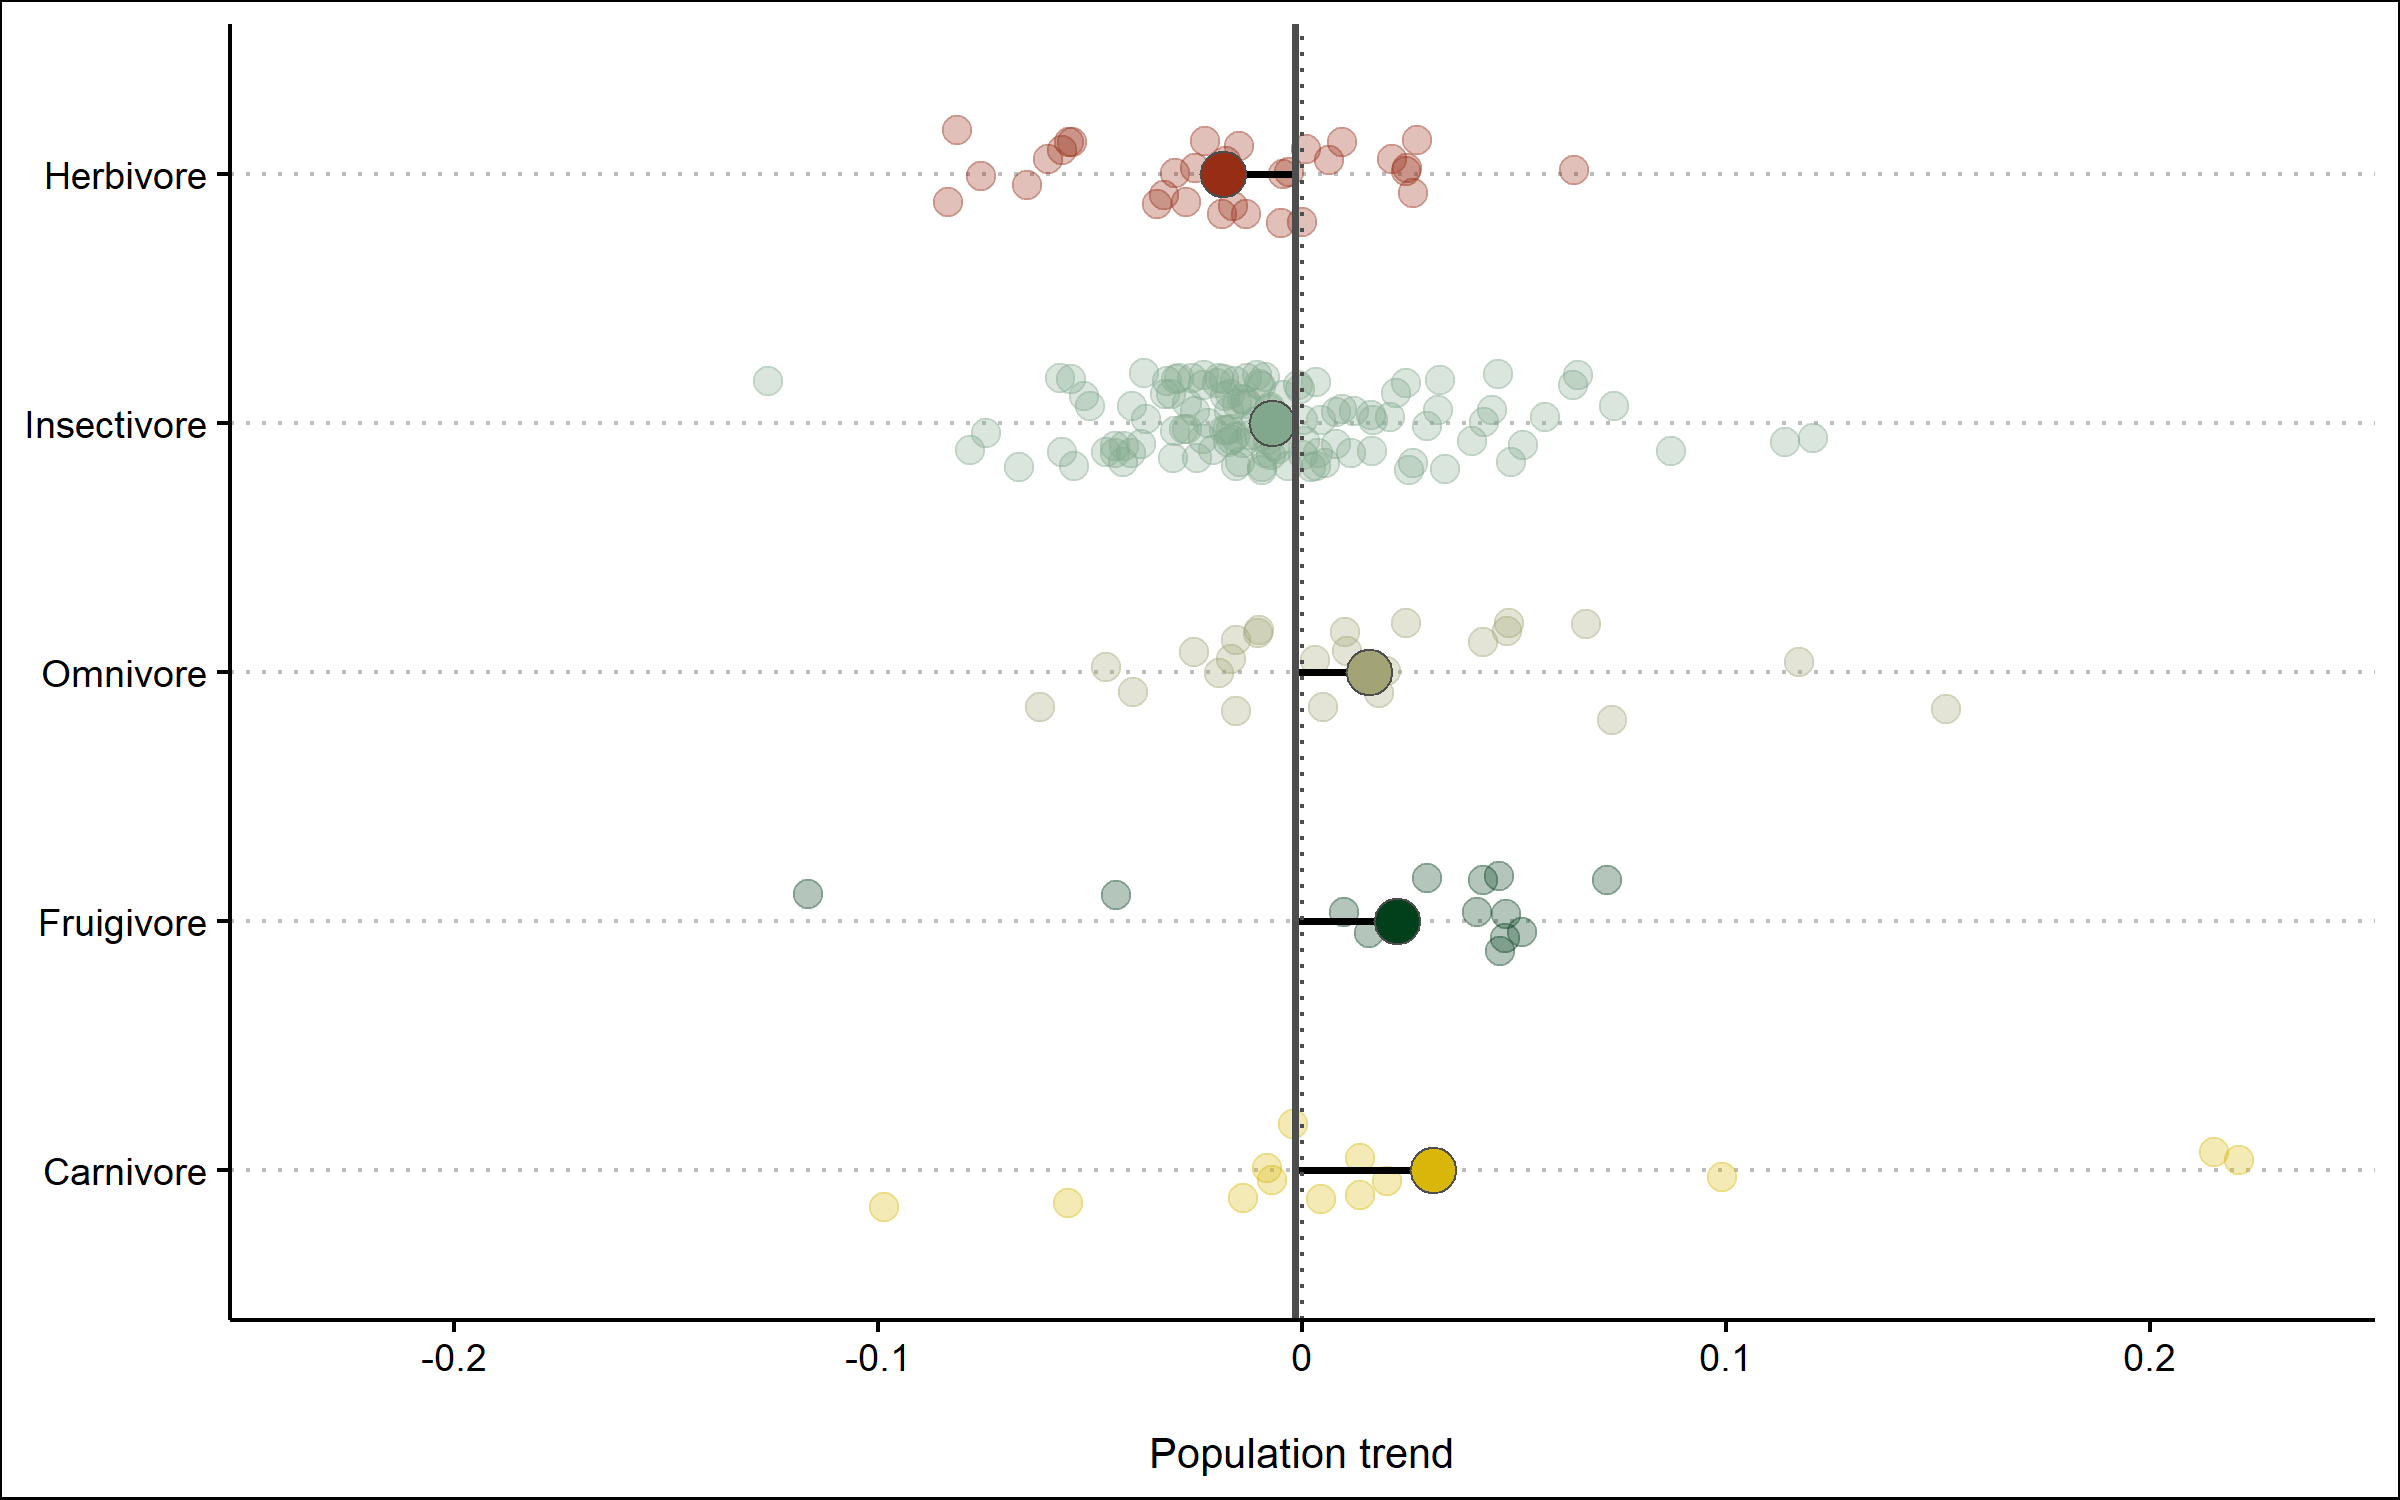 Herbivore
Insectivore
Omnivore
Fruigivore
Carnivore
-0.2 -0.1 0 0.1 0.2
Population trend